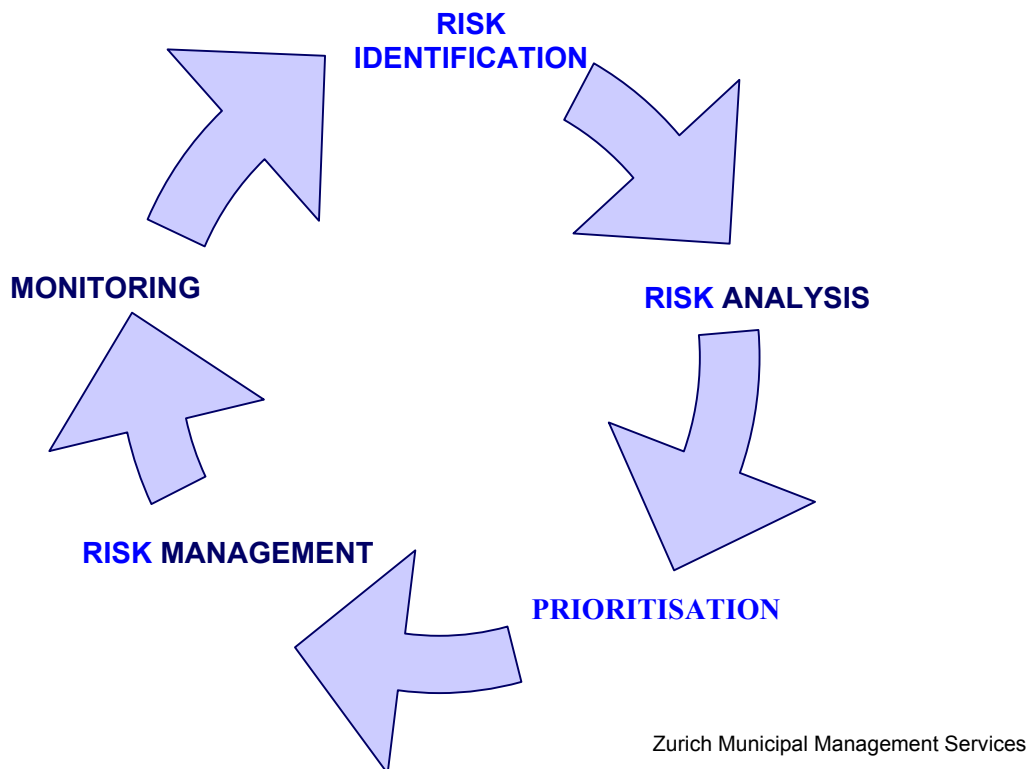 RISK
IDENTIFICATION
RISK ANALYSIS
PRIORITISATION
RISK MANAGEMENT
MONITORING
Zurich Municipal Management Services